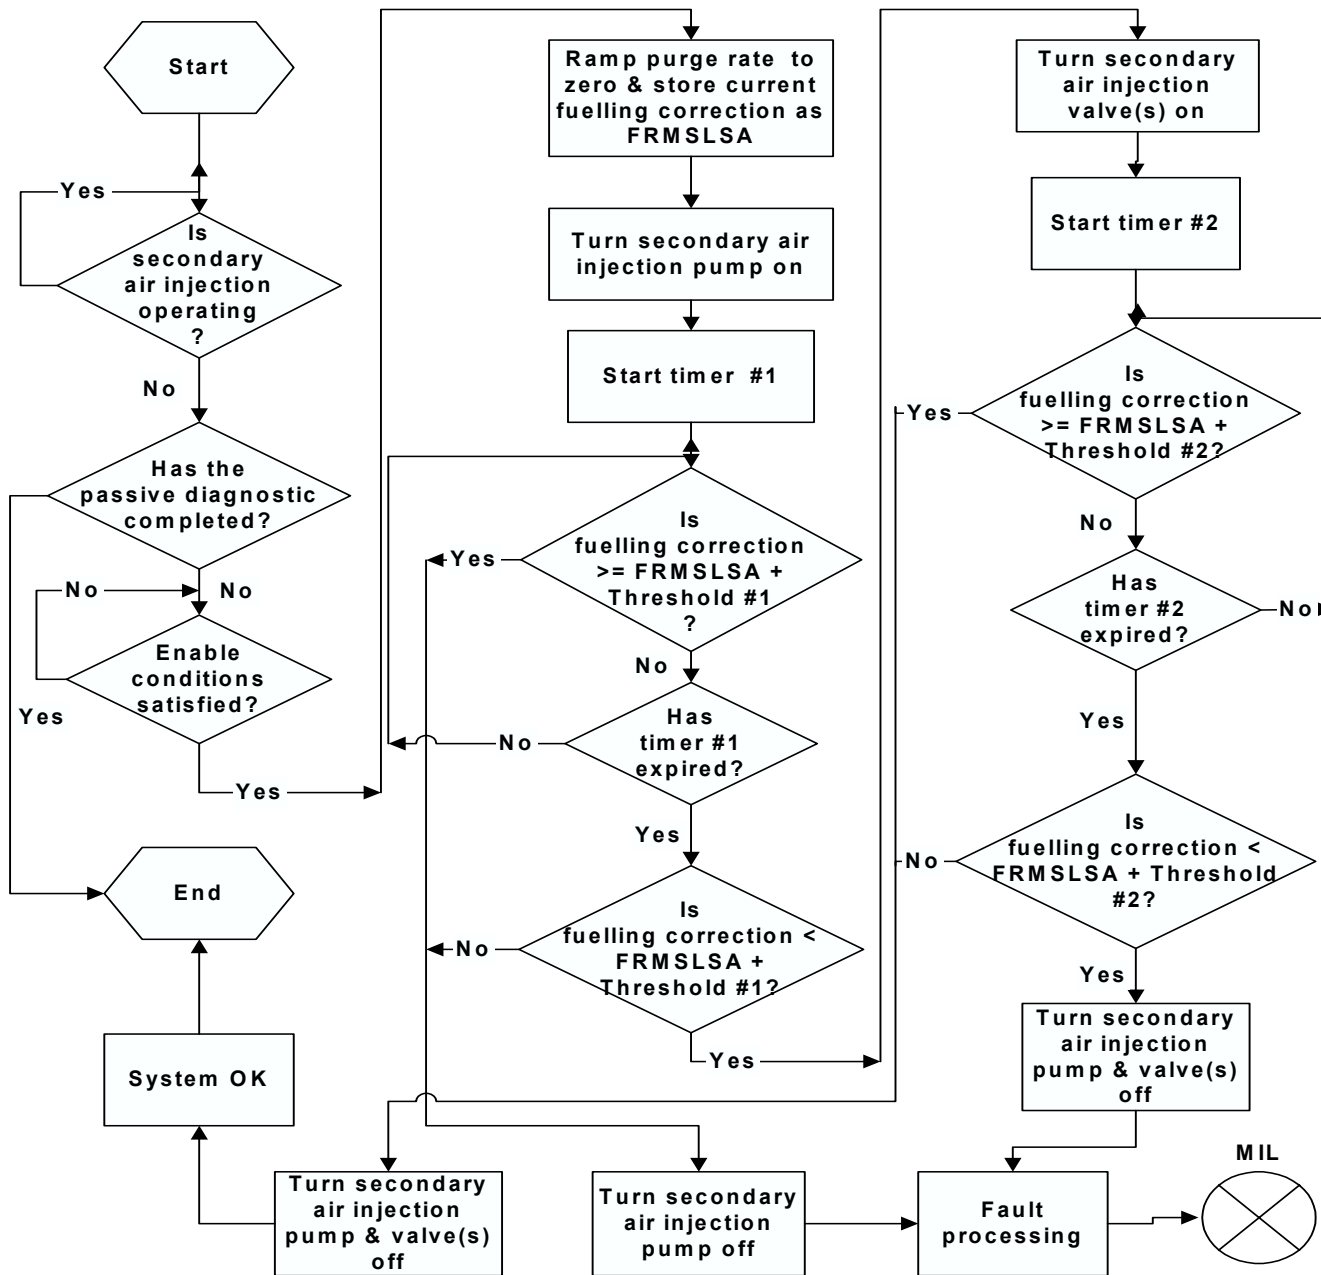 Start
Yes
Is
secondary
air injection
operating
?
No
Has the
passive diagnostic
completed?
No
No
Enable
conditions
satisfied?
Yes
Yes
End
System OK
Turn secondary
air injection
pump & valve(s)
off
Ramp purge rate to
zero & store current
fuelling correction as
FRMSLSA
Turn secondary air
injection pump on
Start timer #1
Is
fuelling correction
>= FRMSLSA +
Threshold #1
?
Yes
No
Has
timer #1
expired?
No
Yes
Is
fuelling correction <
FRMSLSA +
Threshold #1?
No
Yes
Turn secondary
air injection
pump off
Turn secondary
air injection
valve(s) on
Start timer #2
Is
fuelling correction
>= FRMSLSA +
Threshold #2?
Yes
No
Has
timer #2
expired?
No
Yes
Is
fuelling correction <
FRMSLSA + Threshold
#2?
No
Yes
Turn secondary
air injection
pump & valve(s)
off
Fault
processing
MIL